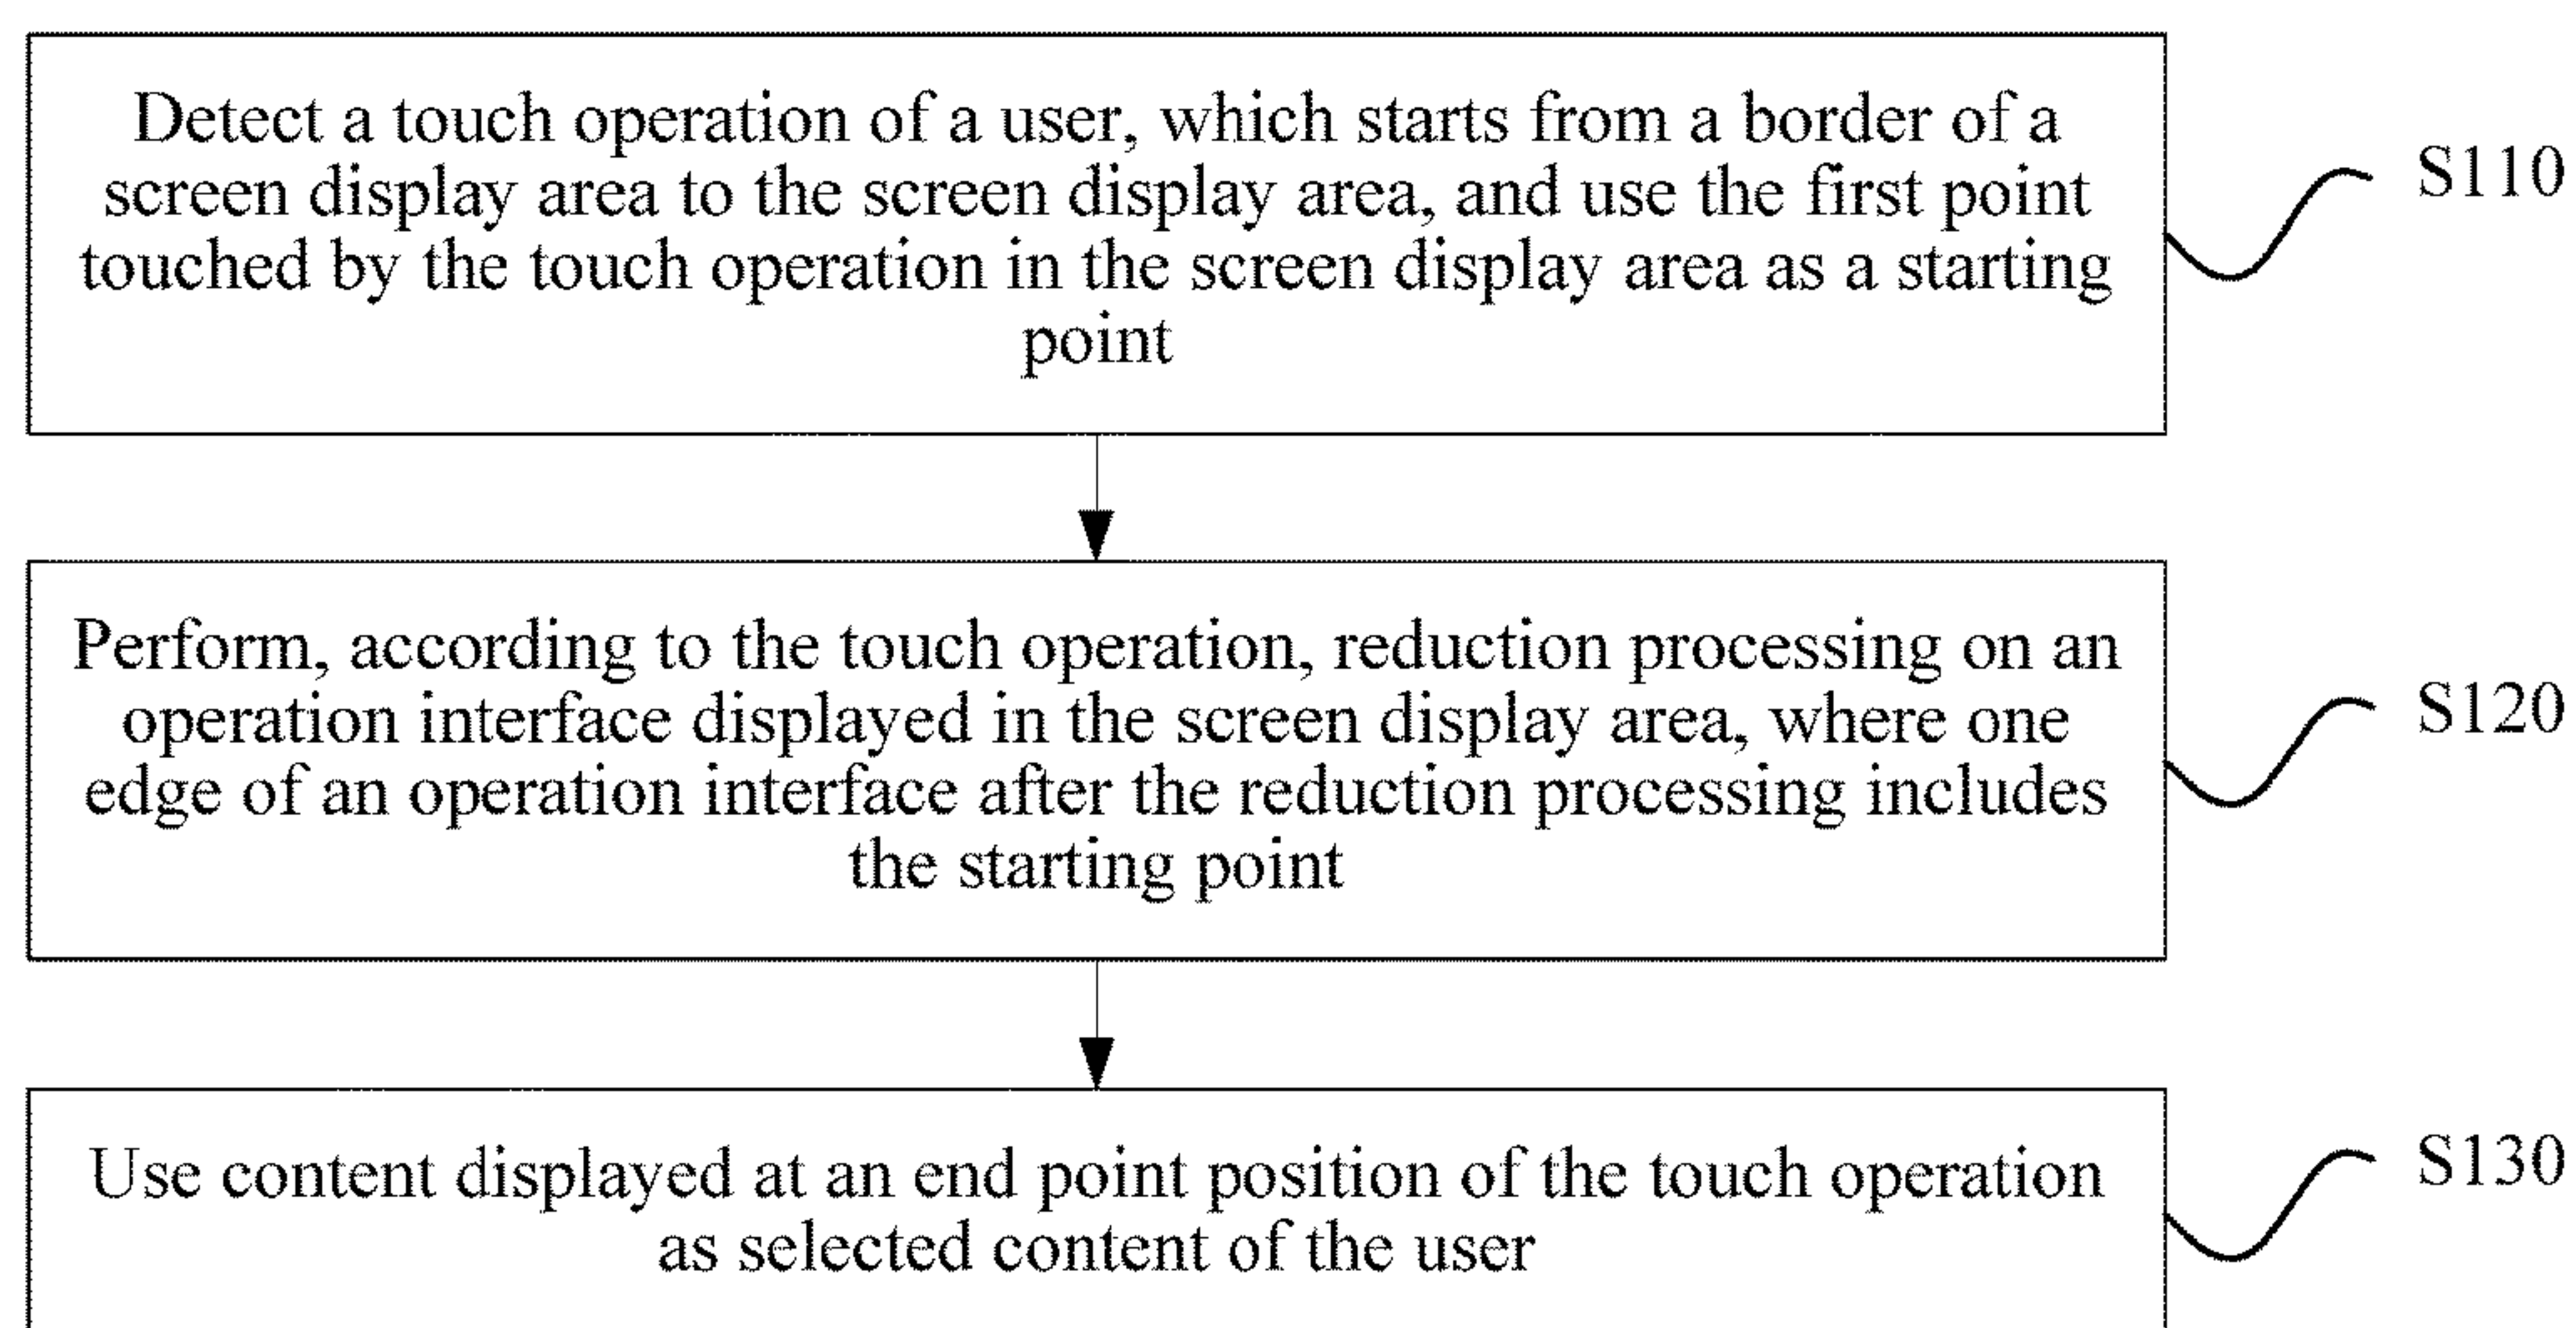 Detect a touch operation of a user, which starts from a border of a
screen display area to the screen display area, and use the first point
touched by the touch operation in the screen display area as a starting
point
S110
Perform, according to the touch operation, reduction processing on an
operation interface displayed in the screen display area, where one
edge of an operation interface after the reduction processing includes
the starting point
S120
Use content displayed at an end point position of the touch operation
as selected content of the user
S130